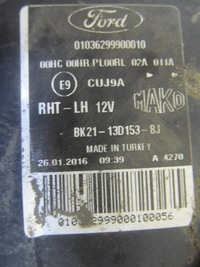 Ford
01036299900010
00HC 00HR PL00RL 02A 011A
E9 CUJ9A
RHT-LH 12V MAKO
BK21-13D153-BJ
MADE IN TURKEY
26.01.2016 09:39 A 4270